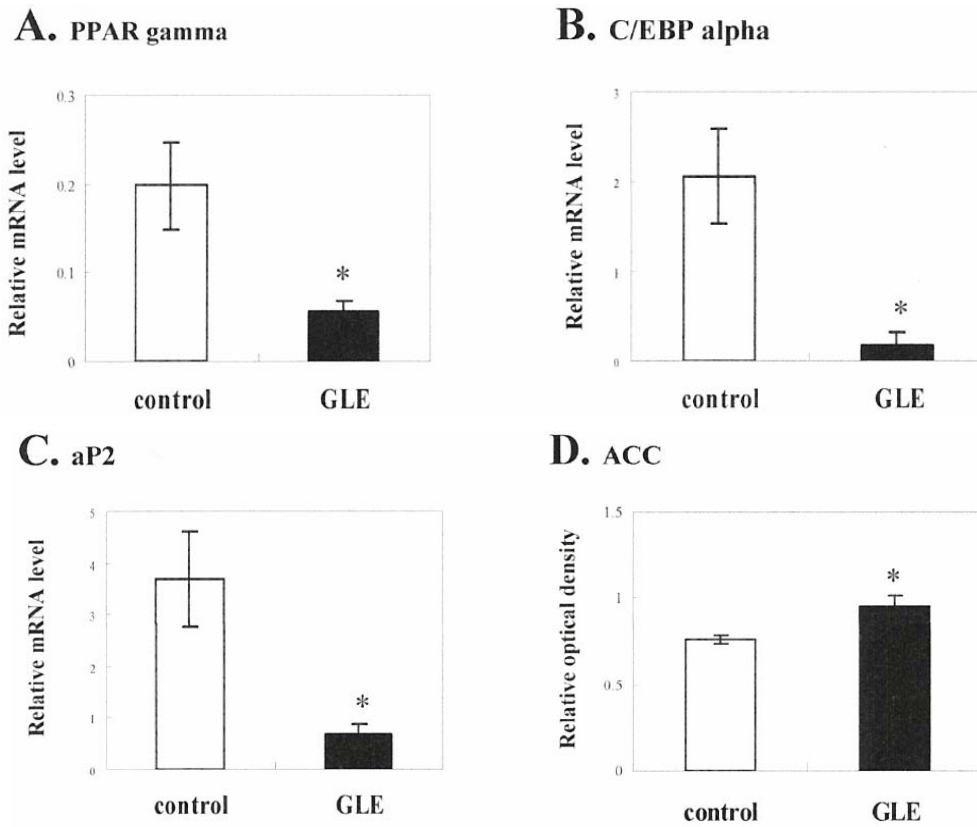 A. PPAR gamma
Relative mRNA level
0.3
0.2
0.1
0
*
control GLE
B. C/EBP alpha
Relative mRNA level
3
2
1
0
*
control GLE
C. aP2
Relative mRNA level
5
4
3
2
1
0
*
control GLE
D. ACC
Relative optical density
1.5
1
0.5
0
*
control GLE